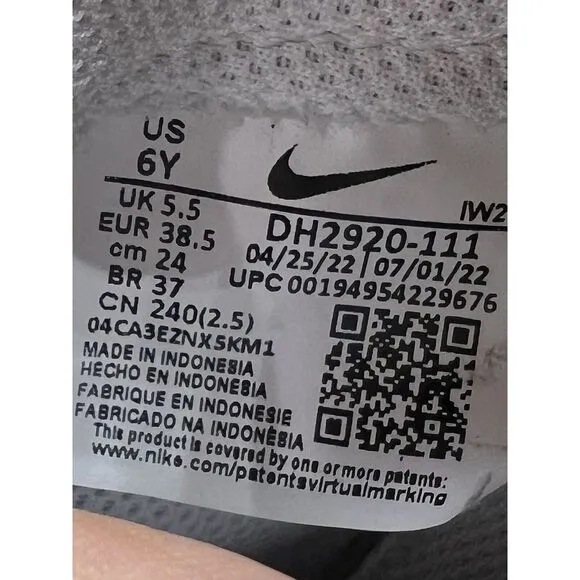 US
6Y
UK 5.5
EUR 38.5
cm 24
BR 37
CN 240(2.5)
IW2
DH2920-111
04/25/22 | 07/01/22
UPC 00194954229676
04CA3EZNX5KM1
MADE IN INDONESIA
HECHO EN INDONESIA
FABRIQUE EN INDONESIE
FABRICADO NA INDONÉSIA
This product is covered by one or more patents:
www.nike.com/patentsvirtualmarking